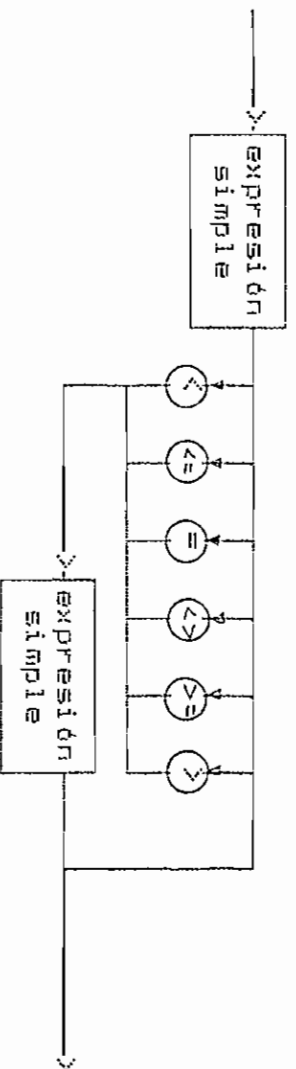 expresión
simple
<
<=
=
<>
>=
>
expresión
simple